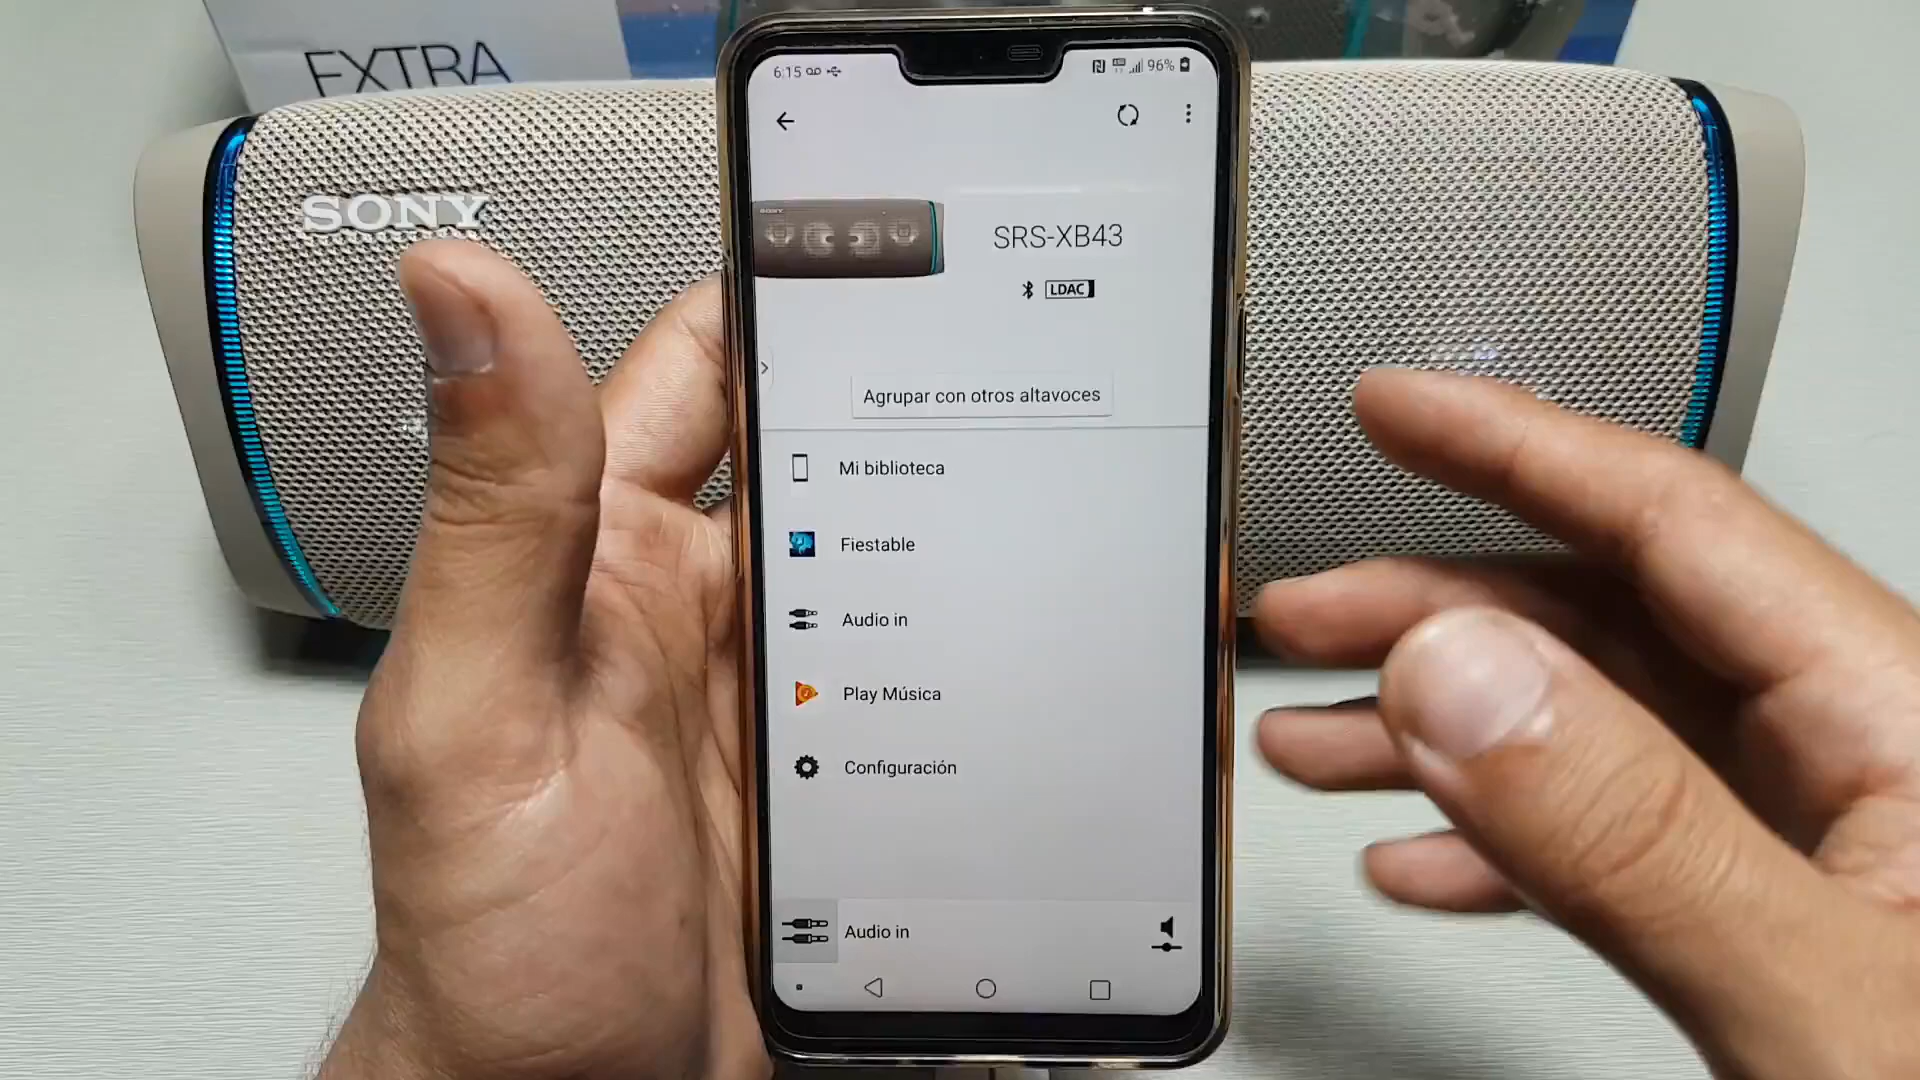 EXTRA
SONY
6:15
96%
SONY
SRS-XB43
LDAC
Agrupar con otros altavoces
Mi biblioteca
Fiestable
Audio in
Play Música
Configuración
Audio in